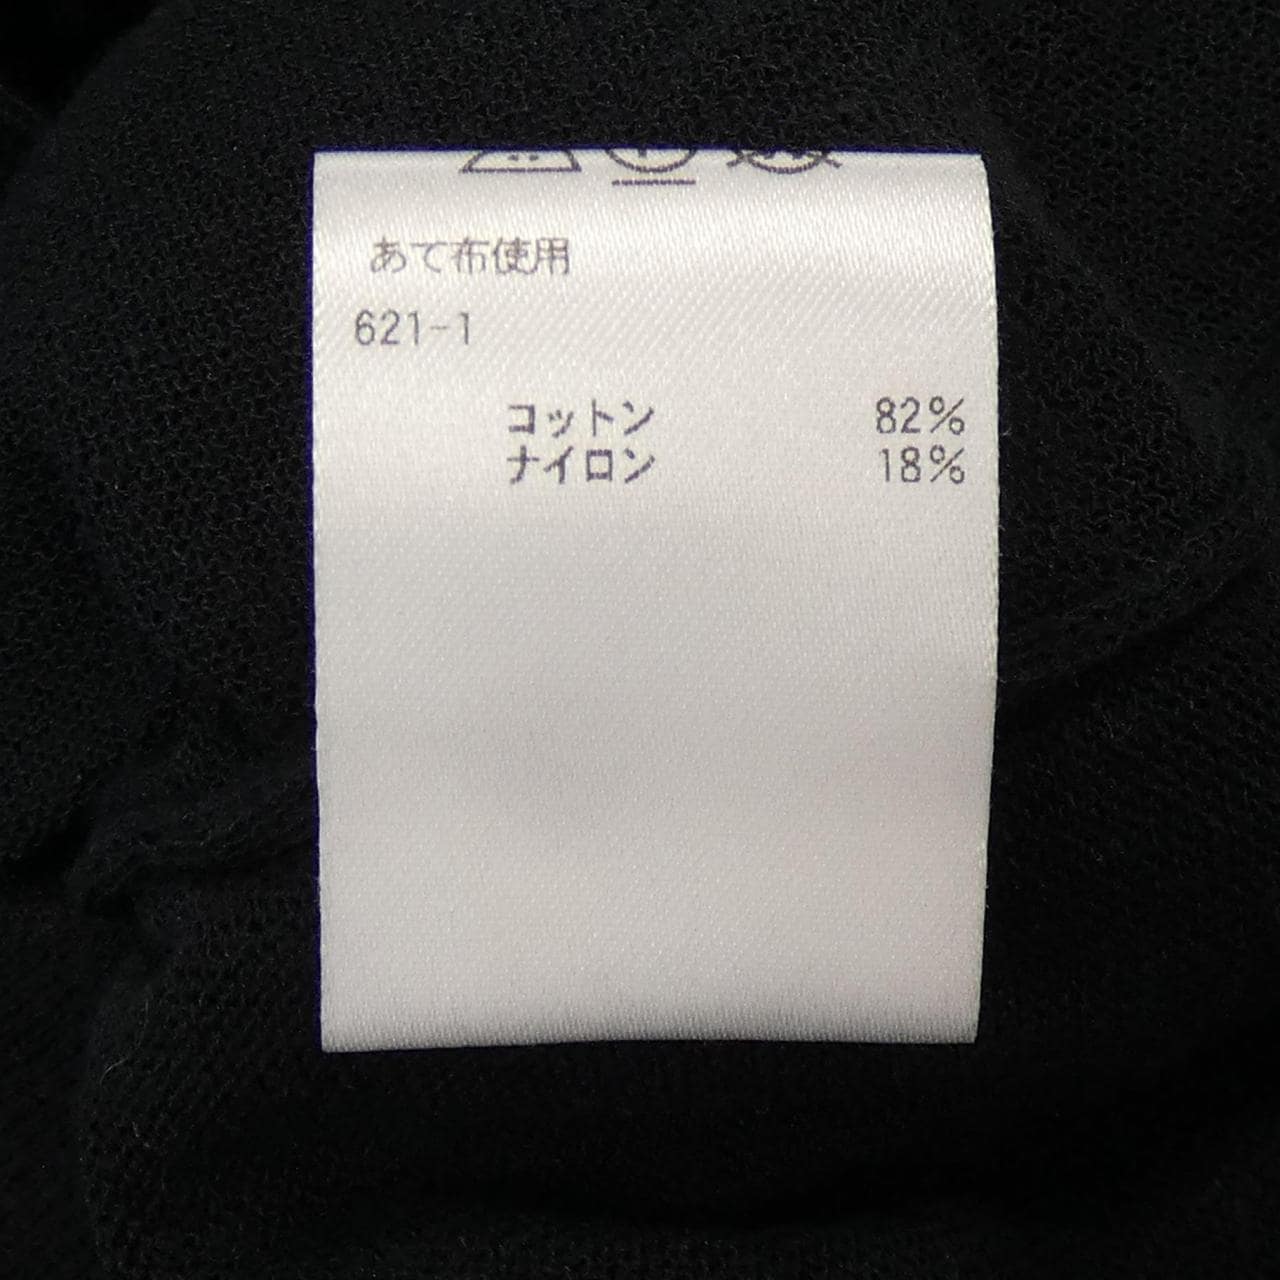 あて布使用
621-1
コットン 82%
ナイロン 18%